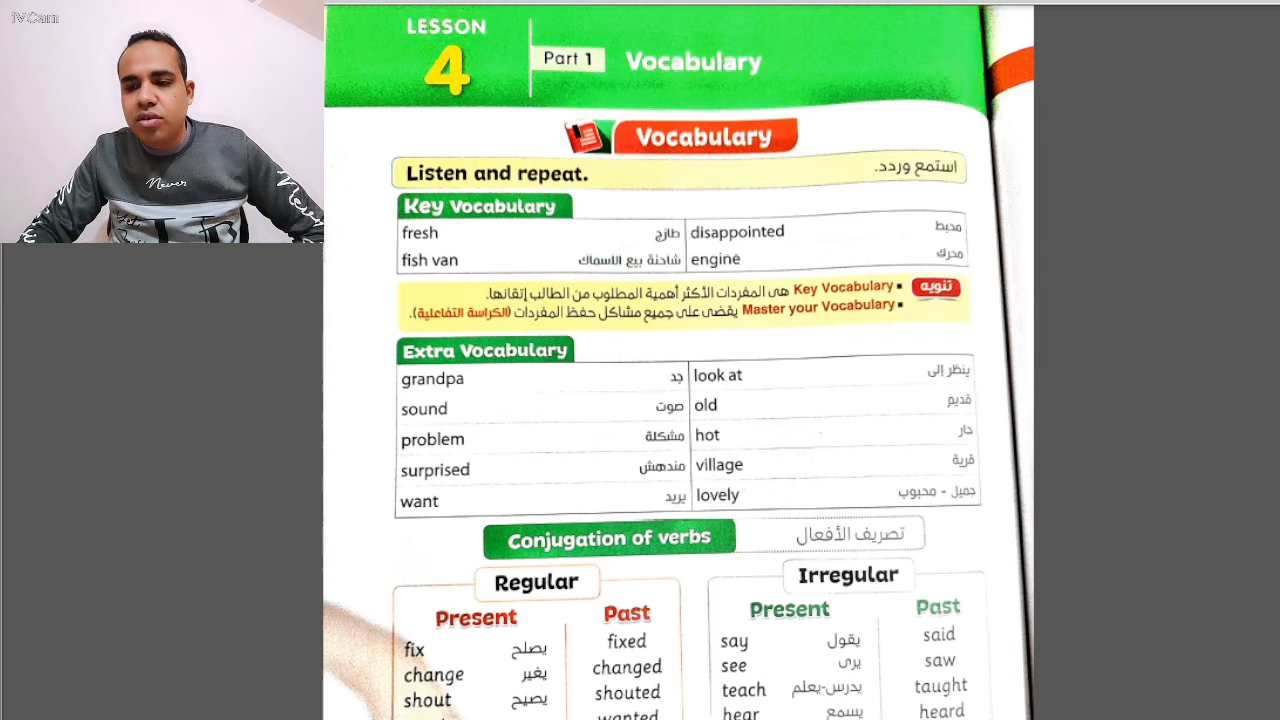 iVCam
LESSON
4
Part 1
Vocabulary
Vocabulary
Listen and repeat.
استمع وردد.
Key Vocabulary
fresh طازج disappointed محبط
fish van شاحنة بيع الأسماك engine محرك
تنويه
Key Vocabulary هى المفردات الأكثر أهمية المطلوب من الطالب إتقانها.
Master your Vocabulary يقضى على جميع مشاكل حفظ المفردات (الكراسة التفاعلية).
Extra Vocabulary
grandpa جد look at ينظر إلى
sound صوت old قديم
problem مشكلة hot حار
surprised مندهش village قرية
want يريد lovely جميل - محبوب
Conjugation of verbs تصريف الأفعال
Regular Irregular
Present Past Present Past
fix يصلح fixed say يقول said
change يغير changed see يرى saw
shout يصيح shouted teach يدرس-يعلم taught
wanted hear يسمع heard
Never
Never